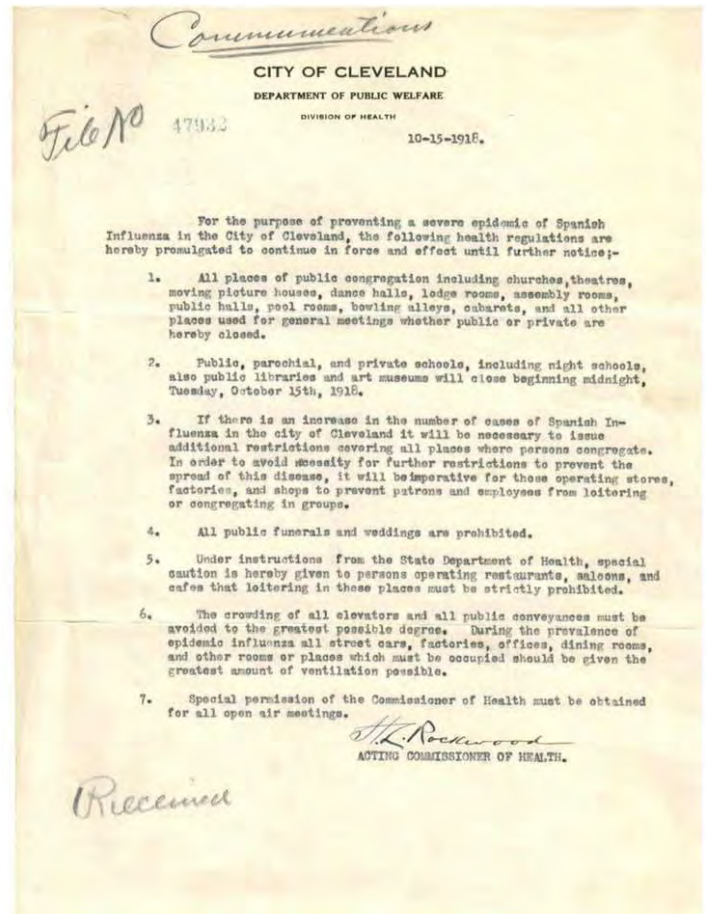 Communications
CITY OF CLEVELAND
DEPARTMENT OF PUBLIC WELFARE
DIVISION OF HEALTH
File No 47932
10-15-1918.
For the purpose of preventing a severe epidemic of Spanish
Influenza in the City of Cleveland, the following health regulations are
hereby promulgated to continue in force and effect until further notice;-
1. All places of public congregation including churches,theatres,
moving picture houses, dance halls, lodge rooms, assembly rooms,
public halls, pool rooms, bowling alleys, cabarets, and all other
places used for general meetings whether public or private are
hereby closed.
2. Public, parochial, and private schools, including night schools,
also public libraries and art museums will close beginning midnight,
Tuesday, October 15th, 1918.
3. If there is an increase in the number of cases of Spanish In-
fluenza in the city of Cleveland it will be necessary to issue
additional restrictions covering all places where persons congregate.
In order to avoid necessity for further restrictions to prevent the
spread of this disease, it will beimperative for those operating stores,
factories, and shops to prevent patrons and employees from loitering
or congregating in groups.
4. All public funerals and weddings are prohibited.
5. Under instructions from the State Department of Health, special
caution is hereby given to persons operating restaurants, saloons, and
cafes that loitering in these places must be strictly prohibited.
6. The crowding of all elevators and all public conveyances must be
avoided to the greatest possible degree. During the prevalence of
epidemic influenza all street cars, factories, offices, dining rooms,
and other rooms or places which must be occupied should be given the
greatest amount of ventilation possible.
7. Special permission of the Commissioner of Health must be obtained
for all open air meetings.
H.L. Rockwood
ACTING COMMISSIONER OF HEALTH.
Received